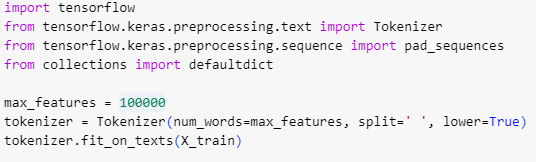 import tensorflow
from tensorflow.keras.preprocessing.text import Tokenizer
from tensorflow.keras.preprocessing.sequence import pad_sequences
from collections import defaultdict
max_features = 100000
tokenizer = Tokenizer(num_words=max_features, split=' ', lower=True)
tokenizer.fit_on_texts(X_train)